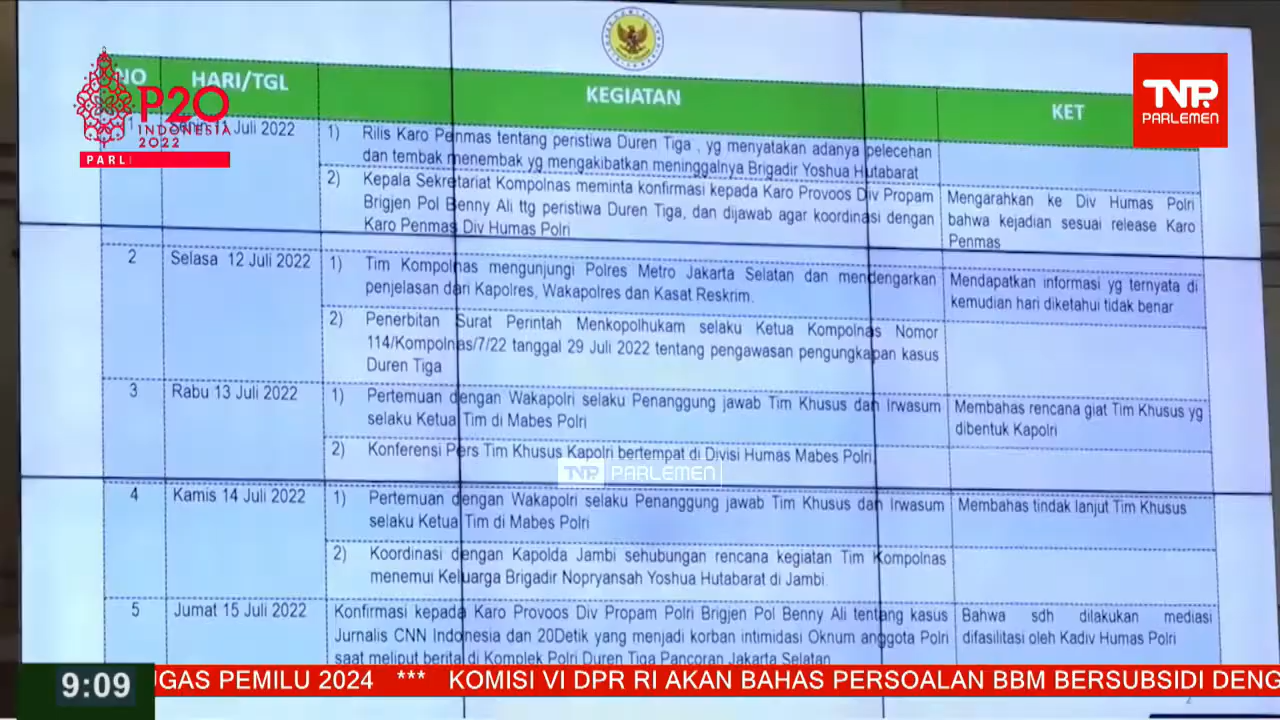 NO
HARI/TGL
KEGIATAN
KET
P20
INDONESIA
2022
PARLI
TVP.
PARLEMEN
1
11 Juli 2022
1) Rilis Karo Penmas tentang peristiwa Duren Tiga , yg menyatakan adanya pelecehan
dan tembak menembak yg mengakibatkan meninggalnya Brigadir Yoshua Hutabarat
2) Kepala Sekretariat Kompolnas meminta konfirmasi kepada Karo Provoos Div Propam
Brigjen Pol Benny Ali ttg peristiwa Duren Tiga, dan dijawab agar koordinasi dengan
Karo Penmas Div Humas Polri
Mengarahkan ke Div Humas Polri
bahwa kejadian sesuai release Karo
Penmas
2
Selasa 12 Juli 2022
1) Tim Kompolnas mengunjungi Polres Metro Jakarta Selatan dan mendengarkan
penjelasan dari Kapolres, Wakapolres dan Kasat Reskrim.
Mendapatkan informasi yg ternyata di
kemudian hari diketahui tidak benar
2) Penerbitan Surat Perintah Menkopolhukam selaku Ketua Kompolnas Nomor
114/Kompolnas/7/22 tanggal 29 Juli 2022 tentang pengawasan pengungkapan kasus
Duren Tiga
3
Rabu 13 Juli 2022
1) Pertemuan dengan Wakapolri selaku Penanggung jawab Tim Khusus dan Irwasum
selaku Ketua Tim di Mabes Polri
Membahas rencana giat Tim Khusus yg
dibentuk Kapolri
2) Konferensi Pers Tim Khusus Kapolri bertempat di Divisi Humas Mabes Polri.
TVP. PARLEMEN
4
Kamis 14 Juli 2022
1) Pertemuan dengan Wakapolri selaku Penanggung jawab Tim Khusus dan Irwasum
selaku Ketua Tim di Mabes Polri
Membahas tindak lanjut Tim Khusus
2) Koordinasi dengan Kapolda Jambi sehubungan rencana kegiatan Tim Kompolnas
menemui Keluarga Brigadir Nopryansah Yoshua Hutabarat di Jambi.
5
Jumat 15 Juli 2022
Konfirmasi kepada Karo Provoos Div Propam Polri Brigjen Pol Benny Ali tentang kasus
Jurnalis CNN Indonesia dan 20Detik yang menjadi korban intimidasi Oknum anggota Polri
saat meliput berita di Komplek Polri Duren Tiga Pancoran Jakarta Selatan
Bahwa sdh dilakukan mediasi
difasilitasi oleh Kadiv Humas Polri
9:09
UGAS PEMILU 2024 *** KOMISI VI DPR RI AKAN BAHAS PERSOALAN BBM BERSUBSIDI DENG
2